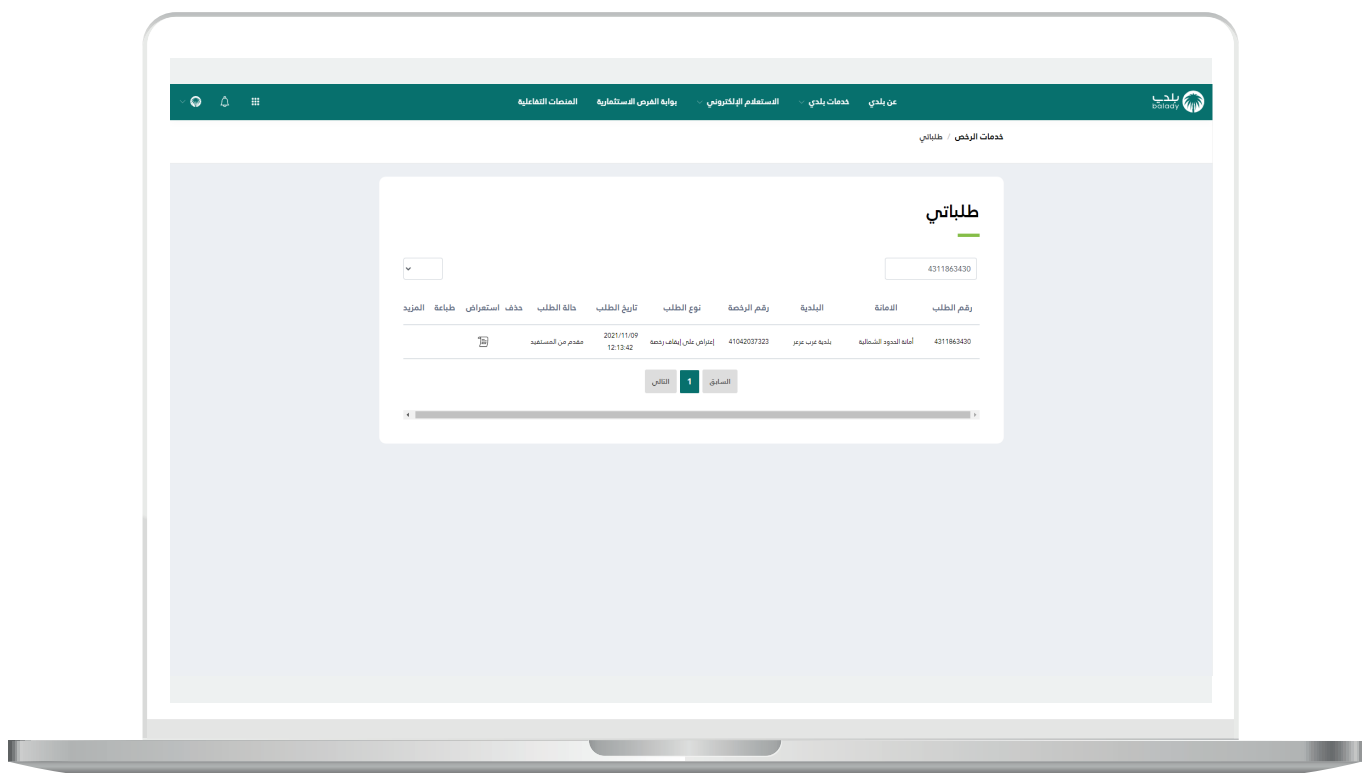 بلدي
balady
عن بلدي خدمات بلدي الاستعلام الإلكتروني بوابة الفرص الاستثمارية المنصات التفاعلية
خدمات الرخص / طلباتي
طلباتي
4311863430
رقم الطلب الامانة البلدية رقم الرخصة نوع الطلب تاريخ الطلب حالة الطلب حذف استعراض طباعة المزيد
4311863430 أمانة الحدود الشمالية بلدية غرب عرعر 41042037323 إعتراض على إيقاف رخصة 2021/11/09 مقدم من المستفيد
12:13:42
السابق 1 التالي